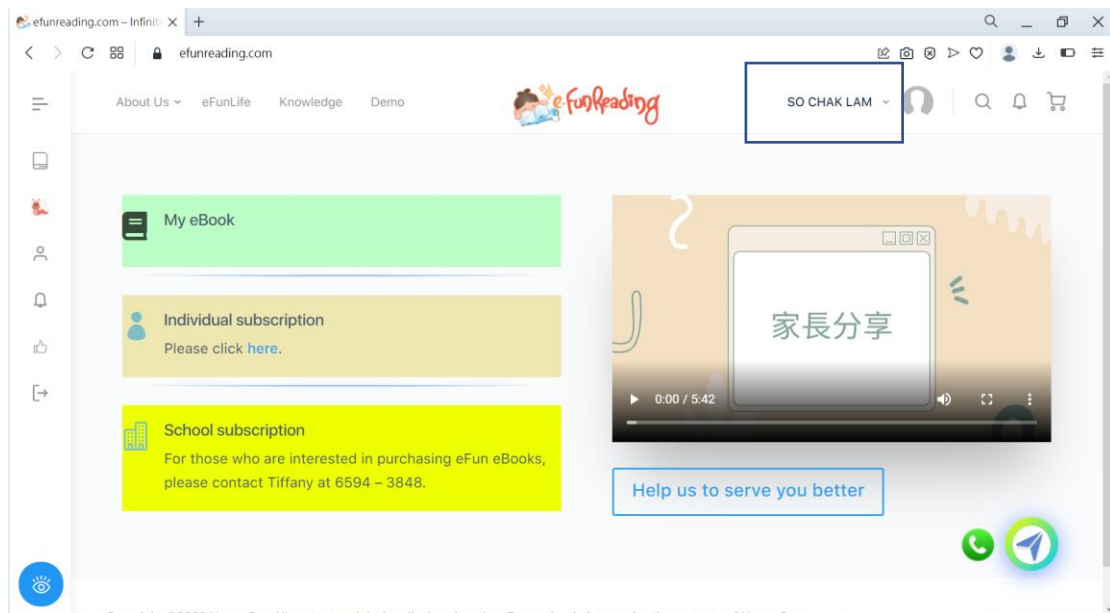 efunreading.com – Infinit
efunreading.com
About Us
eFunLife
Knowledge
Demo
e-FunReading
SO CHAK LAM
My eBook
Individual subscription
Please click here.
School subscription
For those who are interested in purchasing eFun eBooks,
please contact Tiffany at 6594 – 3848.
家長分享
0:00 / 5:42
Help us to serve you better